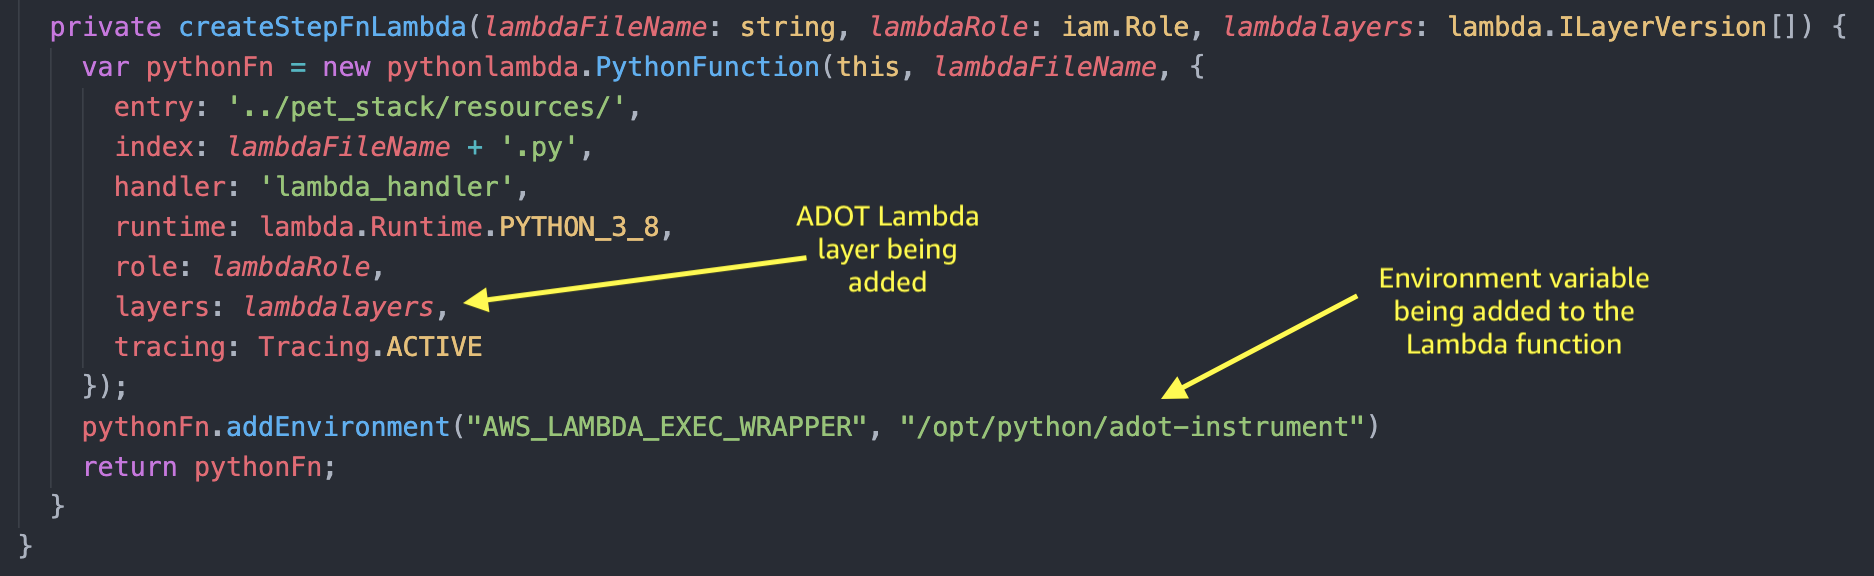 private createStepFnLambda(lambdaFileName: string, lambdaRole: iam.Role, lambdalayers: lambda.ILayerVersion[]) {
var pythonFn = new pythonlambda.PythonFunction(this, lambdaFileName, {
entry: '../pet_stack/resources/',
index: lambdaFileName + '.py',
handler: 'lambda_handler',
runtime: lambda.Runtime.PYTHON_3_8,
role: lambdaRole,
layers: lambdalayers,
tracing: Tracing.ACTIVE
});
pythonFn.addEnvironment("AWS_LAMBDA_EXEC_WRAPPER", "/opt/python/adot-instrument")
return pythonFn;
}
}
ADOT Lambda
layer being
added
Environment variable
being added to the
Lambda function